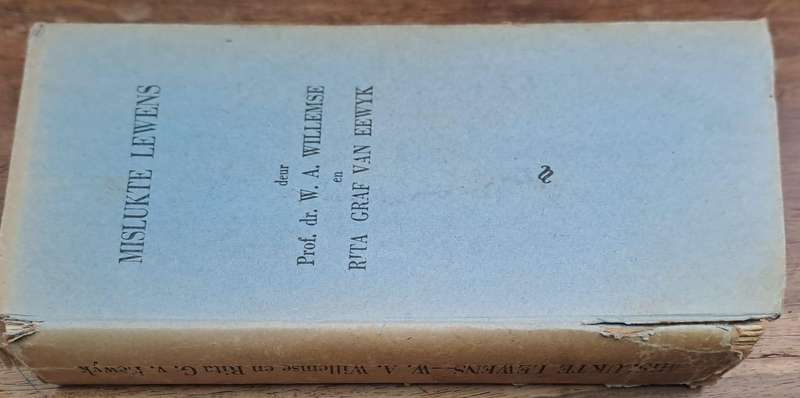 MISLUKTE LEWENS
deur
Prof. dr. W. A. WILLEMSE
en
RITA GRAF VAN EEWYK
MISLUKTE LEWENS—W. A. Willemse en Rita G. v. Eewyk